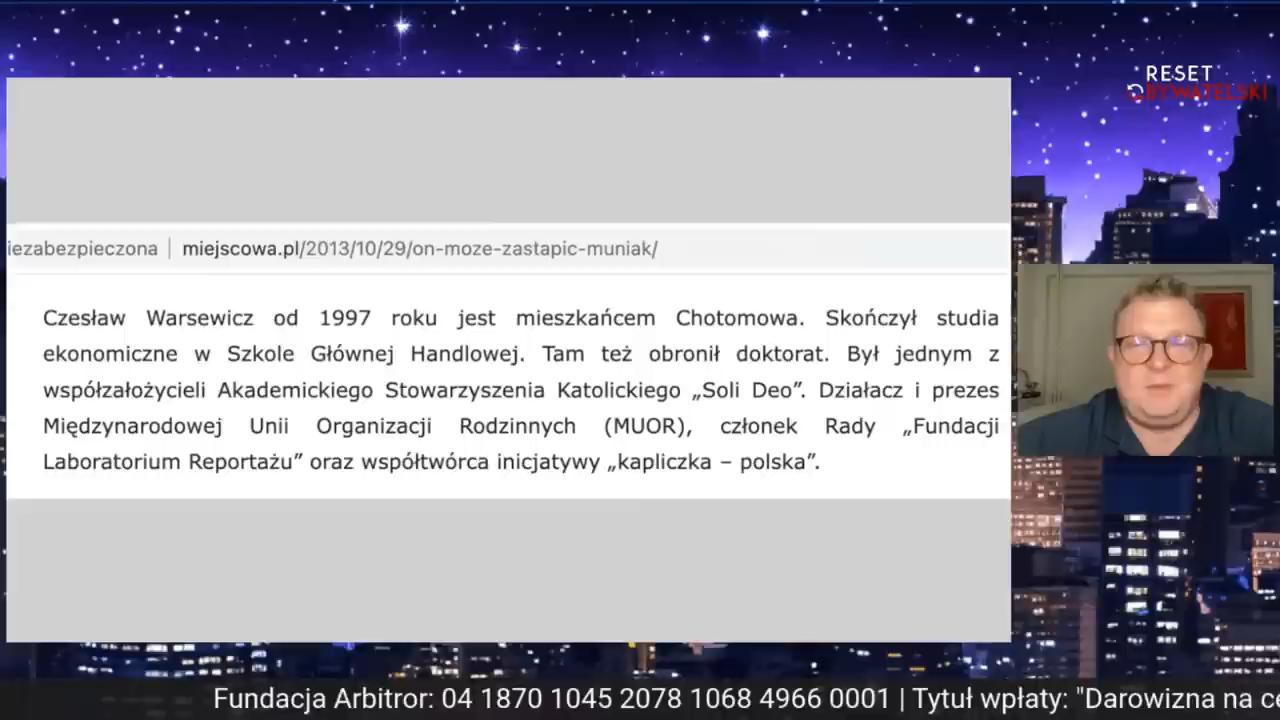 RESET
BYWATELSKI
iezabezpieczona | miejscowa.pl/2013/10/29/on-moze-zastapic-muniak/
Czesław Warsewicz od 1997 roku jest mieszkańcem Chotomowa. Skończył studia
ekonomiczne w Szkole Głównej Handlowej. Tam też obronił doktorat. Był jednym z
współzałożycieli Akademickiego Stowarzyszenia Katolickiego „Soli Deo”. Działacz i prezes
Międzynarodowej Unii Organizacji Rodzinnych (MUOR), członek Rady „Fundacji
Laboratorium Reportażu” oraz współtwórca inicjatywy „kapliczka – polska”.
Fundacja Arbitror: 04 1870 1045 2078 1068 4966 0001 | Tytuł wpłaty: "Darowizna na c